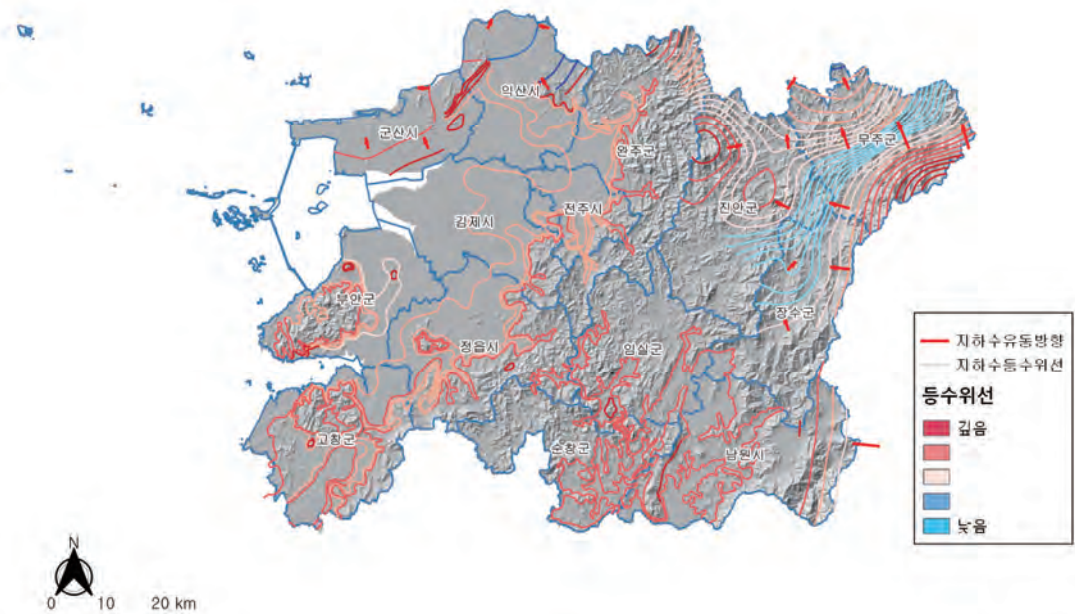 익산시
군산시
무주군
완주군
진안군
전주시
김제시
부안군
장수군
정읍시
임실군
고창군
순창군
남원시
지하수유동방향
지하수등수위선
등수위선
깊음
낮음
N
0 10 20 km